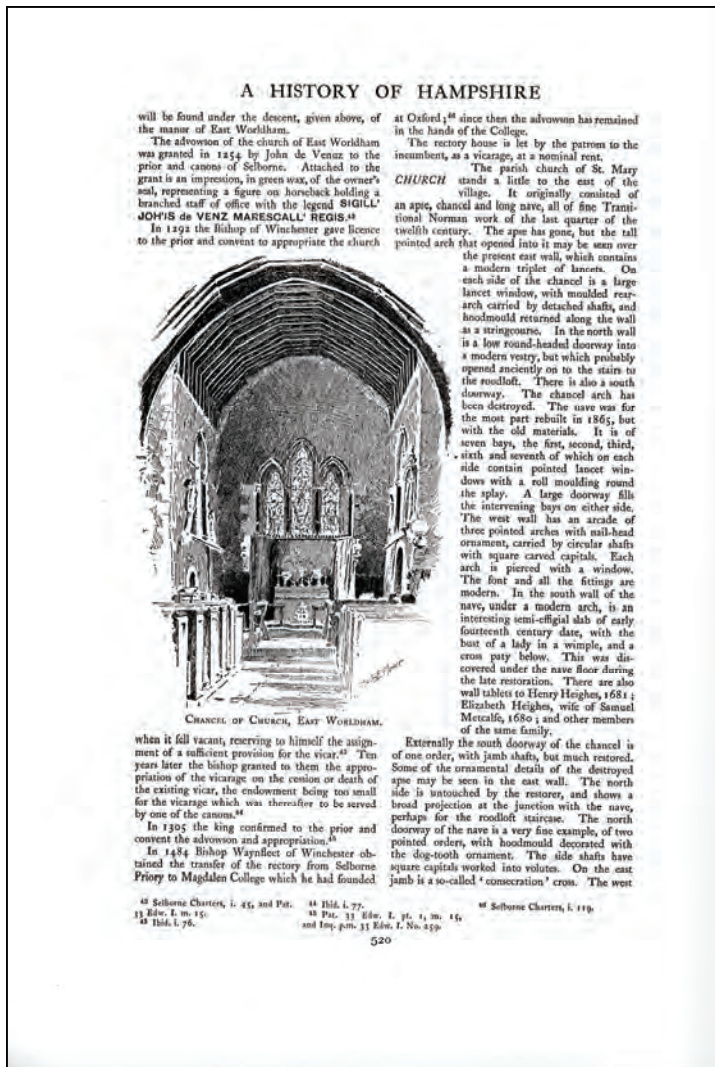 A HISTORY OF HAMPSHIRE
will be found under the descent, given above, of
the manor of East Worldham.
The advowson of the church of East Worldham
was granted in 1254 by John de Venuz to the
prior and canons of Selborne. Attached to the
grant is an impression, in green wax, of the owner's
seal, representing a figure on horseback holding a
branched staff of office with the legend SIGILL'
JOH'IS de VENZ MARESCALL' REGIS.42
In 1292 the Bishop of Winchester gave licence
to the prior and convent to appropriate the church
CHANCEL OF CHURCH, EAST WORLDHAM.
when it fell vacant, reserving to himself the assign-
ment of a sufficient provision for the vicar.43 Ten
years later the bishop granted to them the appro-
priation of the vicarage on the cession or death of
the existing vicar, the endowment being too small
for the vicarage which was thereafter to be served
by one of the canons.44
In 1305 the king confirmed to the prior and
convent the advowson and appropriation.45
In 1484 Bishop Waynflect of Winchester ob-
tained the transfer of the rectory from Selborne
Priory to Magdalen College which he had founded
at Oxford;46 since then the advowson has remained
in the hands of the College.
The rectory house is let by the patrom to the
incumbent, as a vicarage, at a nominal rent.
The parish church of St. Mary
CHURCH stands a little to the east of the
village. It originally consisted of
an apse, chancel and long nave, all of fine Transi-
tional Norman work of the last quarter of the
twelfth century. The apse has gone, but the tall
pointed arch that opened into it may be seen over
the present east wall, which contains
a modern triplet of lancets. On
each side of the chancel is a large
lancet window, with moulded rear-
arch carried by detached shafts, and
hoodmould returned along the wall
as a stringcourse. In the north wall
is a low round-headed doorway into
a modern vestry, but which probably
opened anciently on to the stairs to
the roodloft. There is also a south
doorway. The chancel arch has
been destroyed. The nave was for
the most part rebuilt in 1865, but
with the old materials. It is of
seven bays, the first, second, third,
sixth and seventh of which on each
side contain pointed lancet win-
dows with a roll moulding round
the splay. A large doorway fills
the intervening bays on either side.
The west wall has an arcade of
three pointed arches with nail-head
ornament, carried by circular shafts
with square carved capitals. Each
arch is pierced with a window.
The font and all the fittings are
modern. In the south wall of the
nave, under a modern arch, is an
interesting semi-effigial slab of early
fourteenth century date, with the
bust of a lady in a wimple, and a
cross paty below. This was dis-
covered under the nave floor during
the late restoration. There are also
wall tablets to Henry Heighes, 1681;
Elizabeth Heighes, wife of Samuel
Metcalfe, 1680; and other members
of the same family.
Externally the south doorway of the chancel is
of one order, with jamb shafts, but much restored.
Some of the ornamental details of the destroyed
apse may be seen in the east wall. The north
side is untouched by the restorer, and shows a
broad projection at the junction with the nave,
perhaps for the roodloft staircase. The north
doorway of the nave is a very fine example, of two
pointed orders, with hoodmould decorated with
the dog-tooth ornament. The side shafts have
square capitals worked into volutes. On the east
jamb is a so-called 'consecration' cross. The west
42 Selborne Charters, i. 45, and Pat.
33 Edw. I. m. 15.
43 Ibid. i. 76.
44 Ibid. i. 77.
45 Pat. 33 Edw. I. pt. 1, m. 15,
and Inq. p.m. 33 Edw. I. No. 259.
46 Selborne Charters, i. 119.
520